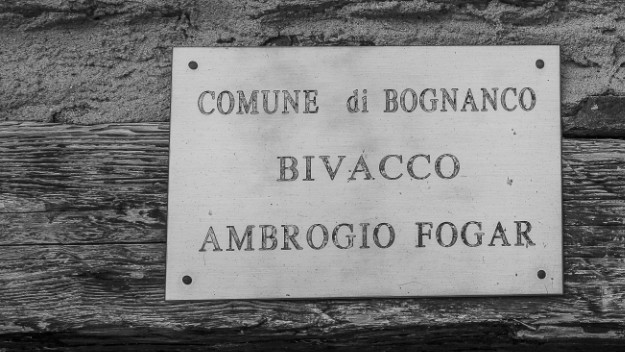 COMUNE di BOGNANCO
BIVACCO
AMBROGIO FOGAR